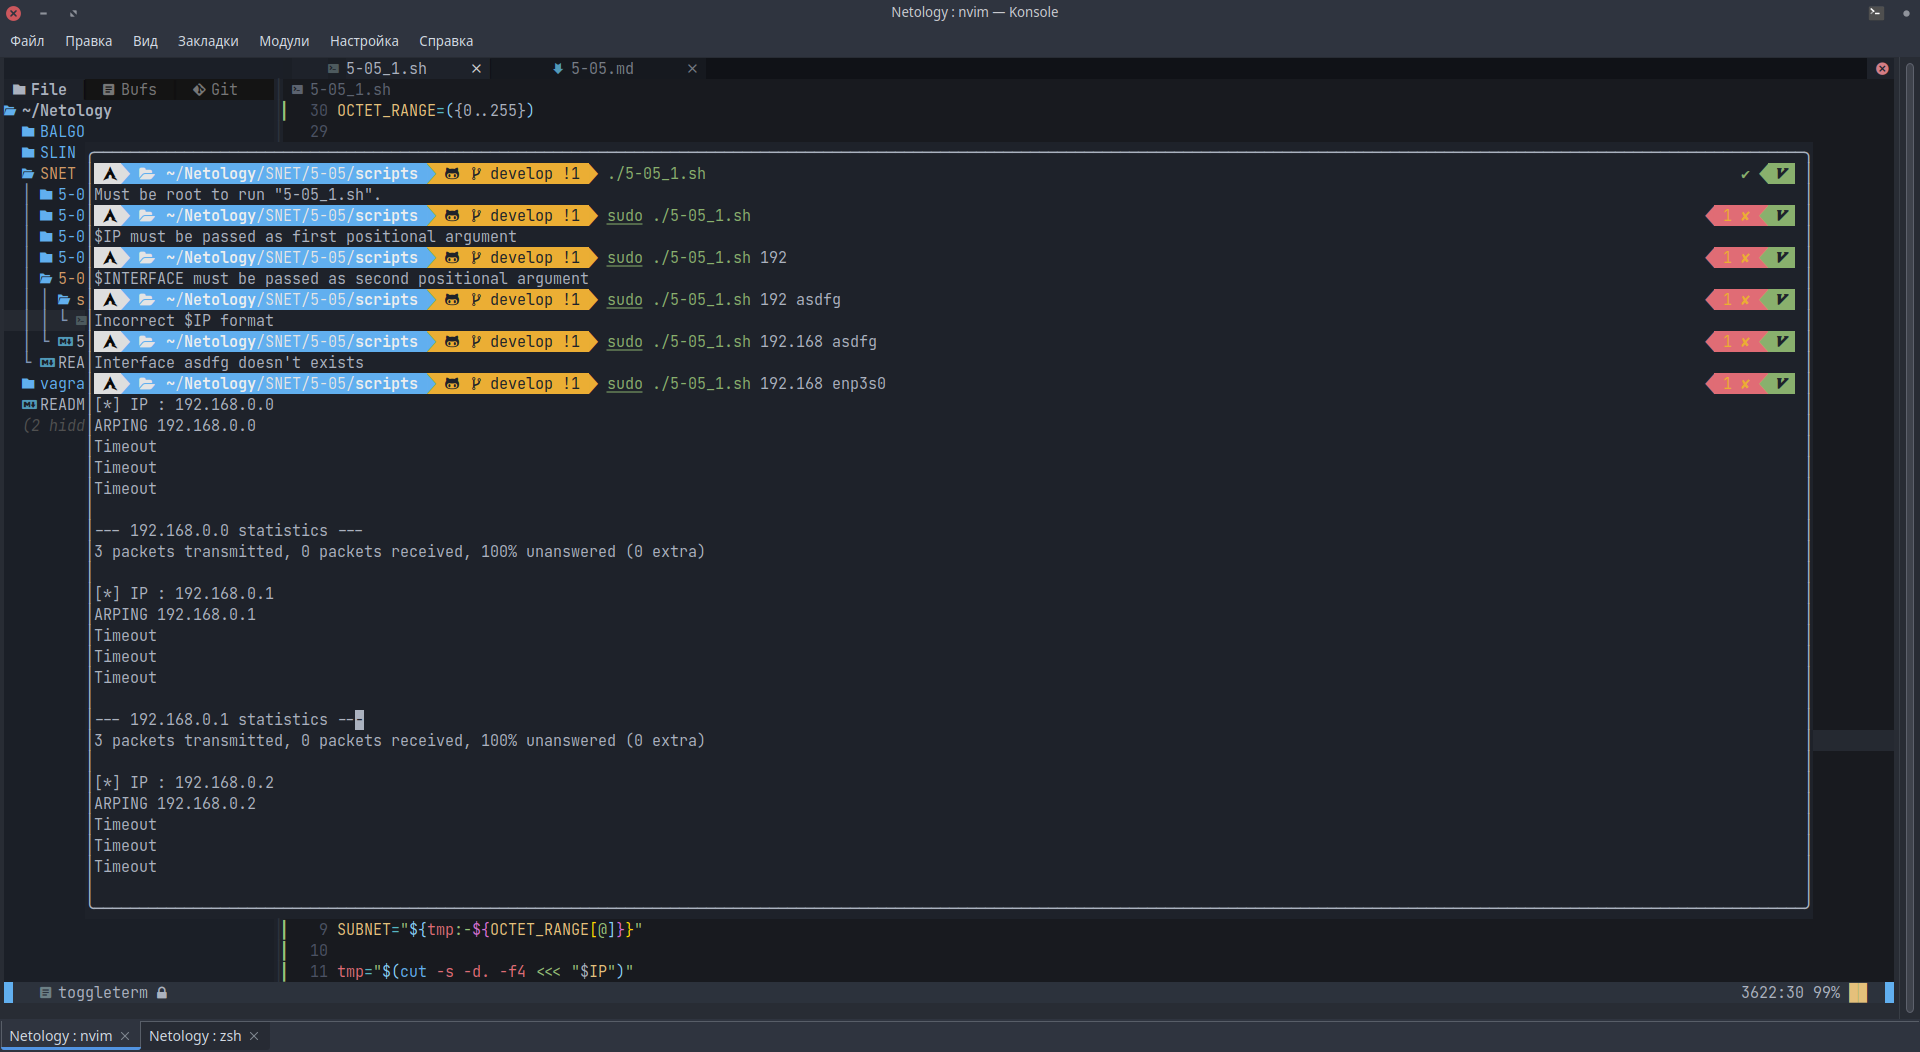 Netology : nvim — Konsole
Файл Правка Вид Закладки Модули Настройка Справка
5-05_1.sh × 5-05.md ×
File Bufs Git 5-05_1.sh
~/Netology 30 OCTET_RANGE=({0..255})
BALGO 29
SLIN
SNET ~/Netology/SNET/5-05/scripts develop !1 ./5-05_1.sh ✔ V
5-0 Must be root to run "5-05_1.sh".
5-0 ~/Netology/SNET/5-05/scripts develop !1 sudo ./5-05_1.sh 1 ✘ V
5-0 $IP must be passed as first positional argument
5-0 ~/Netology/SNET/5-05/scripts develop !1 sudo ./5-05_1.sh 192 1 ✘ V
5-0 $INTERFACE must be passed as second positional argument
s ~/Netology/SNET/5-05/scripts develop !1 sudo ./5-05_1.sh 192 asdfg 1 ✘ V
Incorrect $IP format
5 ~/Netology/SNET/5-05/scripts develop !1 sudo ./5-05_1.sh 192.168 asdfg 1 ✘ V
REA Interface asdfg doesn't exists
vagra ~/Netology/SNET/5-05/scripts develop !1 sudo ./5-05_1.sh 192.168 enp3s0 1 ✘ V
READM [*] IP : 192.168.0.0
(2 hidd ARPING 192.168.0.0
Timeout
Timeout
Timeout
--- 192.168.0.0 statistics ---
3 packets transmitted, 0 packets received, 100% unanswered (0 extra)
[*] IP : 192.168.0.1
ARPING 192.168.0.1
Timeout
Timeout
Timeout
--- 192.168.0.1 statistics ---
3 packets transmitted, 0 packets received, 100% unanswered (0 extra)
[*] IP : 192.168.0.2
ARPING 192.168.0.2
Timeout
Timeout
Timeout
9 SUBNET="${tmp:-${OCTET_RANGE[@]}}"
10
11 tmp="$(cut -s -d. -f4 <<< "$IP")"
toggleterm 3622:30 99%
Netology : nvim × Netology : zsh ×